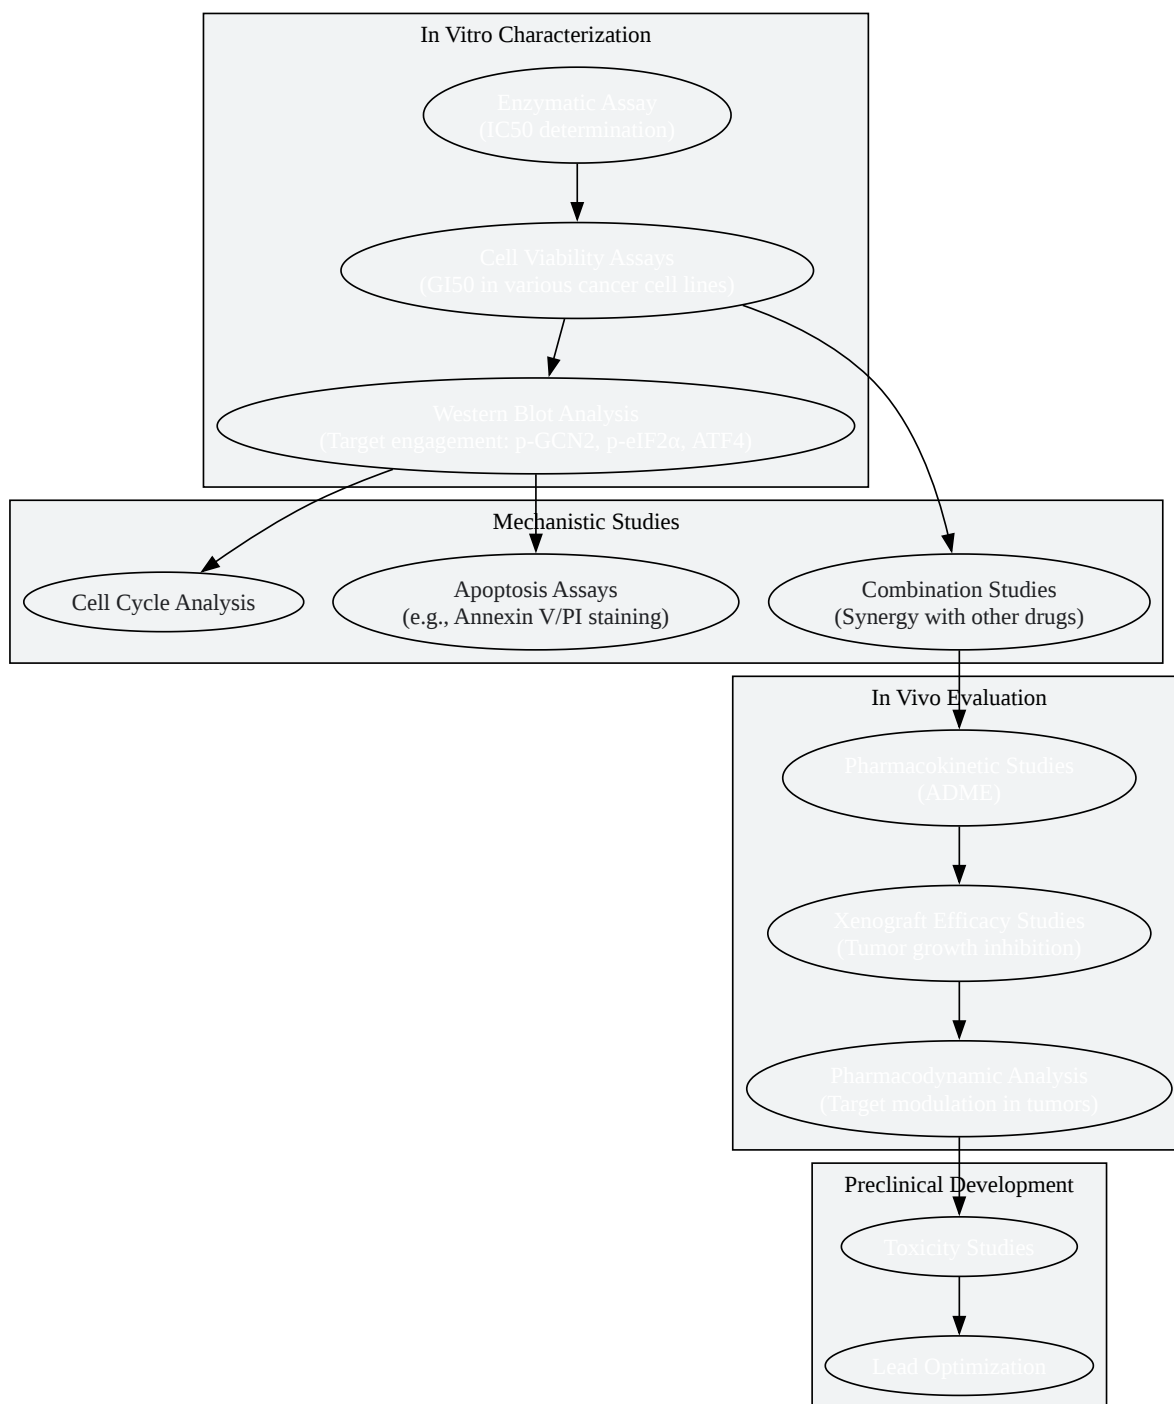 In Vitro Characterization
Enzymatic Assay
(IC50 determination)
Cell Viability Assays
(GI50 in various cancer cell lines)
Western Blot Analysis
(Target engagement: p-GCN2, p-eIF2α, ATF4)
Mechanistic Studies
Cell Cycle Analysis
Apoptosis Assays
(e.g., Annexin V/PI staining)
Combination Studies
(Synergy with other drugs)
In Vivo Evaluation
Pharmacokinetic Studies
(ADME)
Xenograft Efficacy Studies
(Tumor growth inhibition)
Pharmacodynamic Analysis
(Target modulation in tumors)
Preclinical Development
Toxicity Studies
Lead Optimization